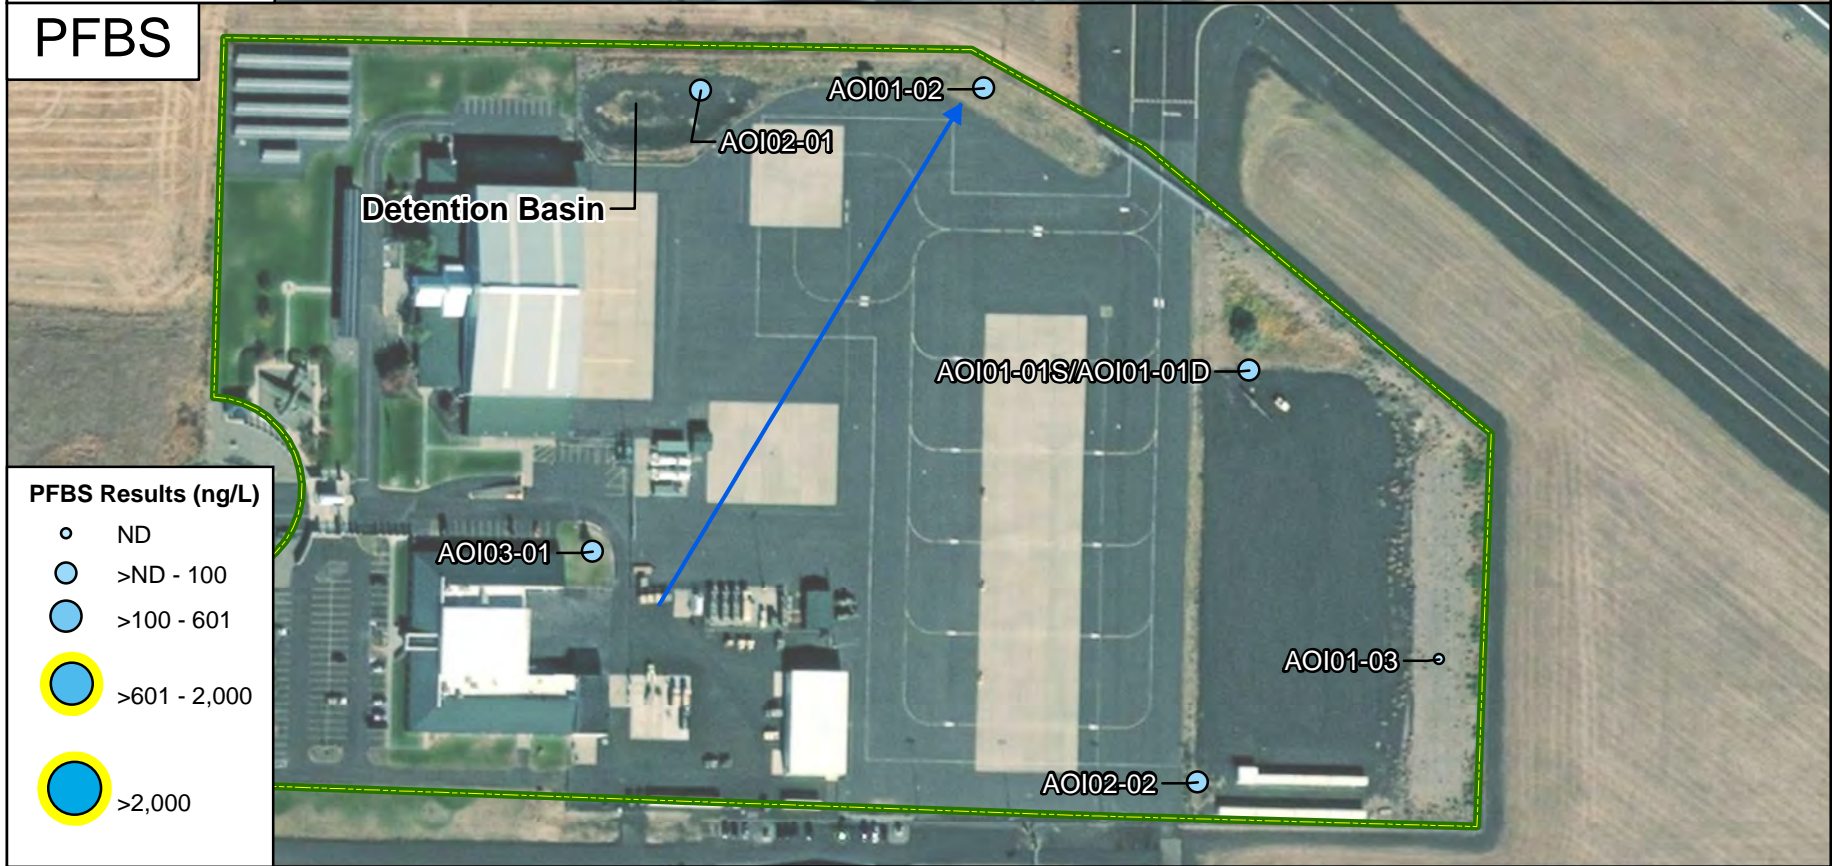 PFBS
AOI01-02
AOI02-01
Detention Basin
AOI01-01S/AOI01-01D
PFBS Results (ng/L)
ND
>ND - 100
>100 - 601
>601 - 2,000
>2,000
AOI03-01
AOI01-03
AOI02-02